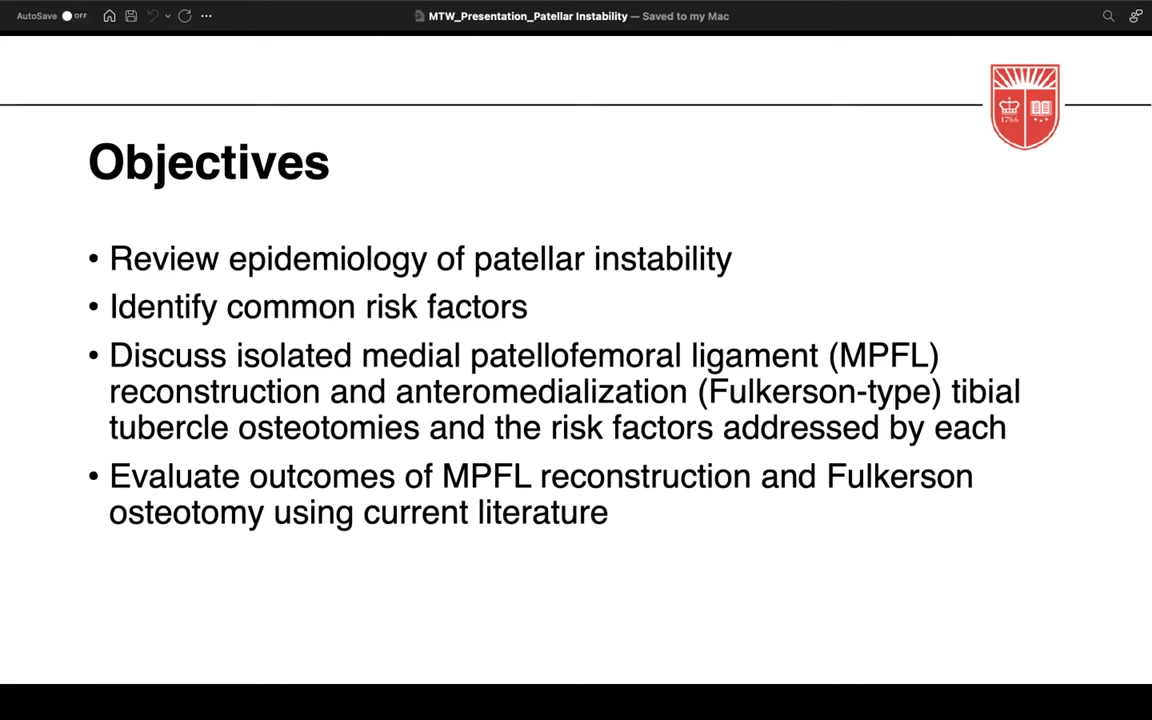 AutoSave OFF
MTW_Presentation_Patellar Instability — Saved to my Mac
1766
Objectives
• Review epidemiology of patellar instability
• Identify common risk factors
• Discuss isolated medial patellofemoral ligament (MPFL)
reconstruction and anteromedialization (Fulkerson-type) tibial
tubercle osteotomies and the risk factors addressed by each
• Evaluate outcomes of MPFL reconstruction and Fulkerson
osteotomy using current literature